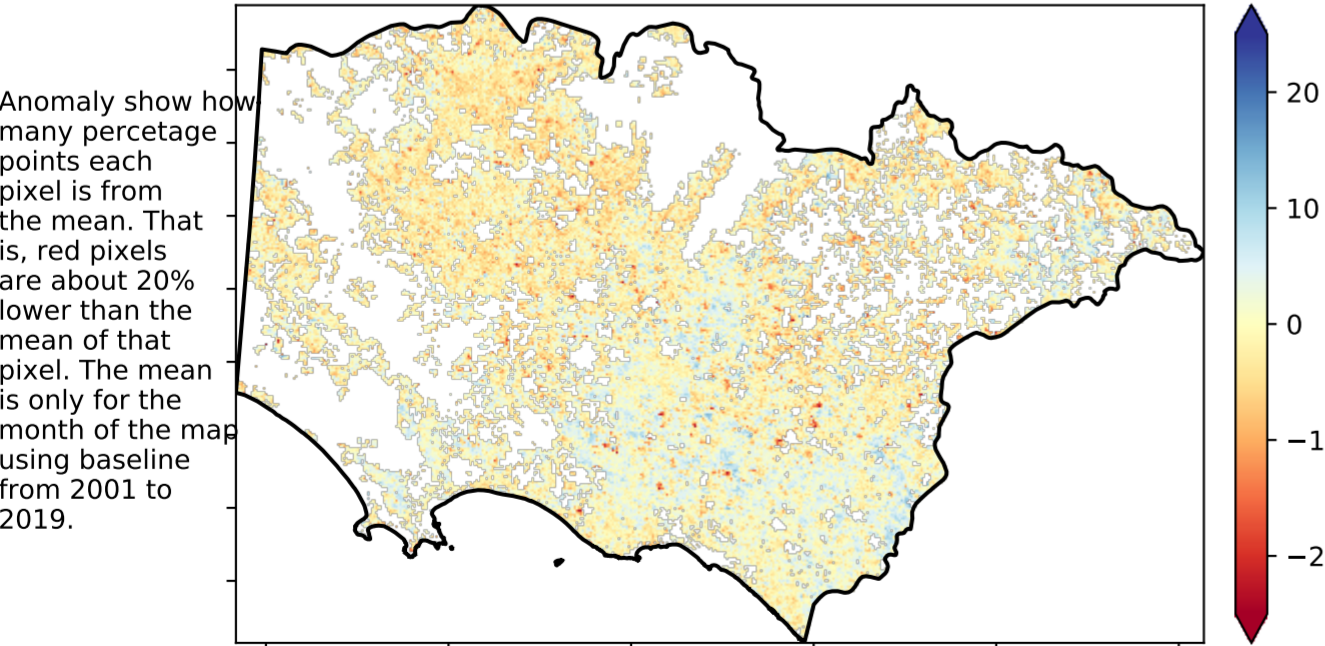 Anomaly show how
many percetage
points each
pixel is from
the mean. That
is, red pixels
are about 20%
lower than the
mean of that
pixel. The mean
is only for the
month of the map
using baseline
from 2001 to
2019.
20
10
0
−1
−2